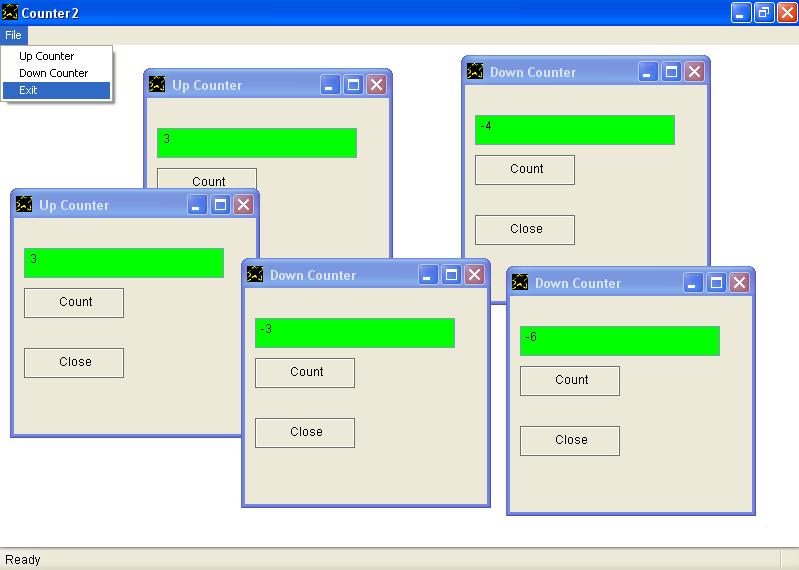 Counter2
File
Up Counter
Down Counter
Exit
Up Counter
3
Count
Down Counter
-4
Count
Close
Up Counter
3
Count
Close
Down Counter
-3
Count
Close
Down Counter
-6
Count
Close
Ready